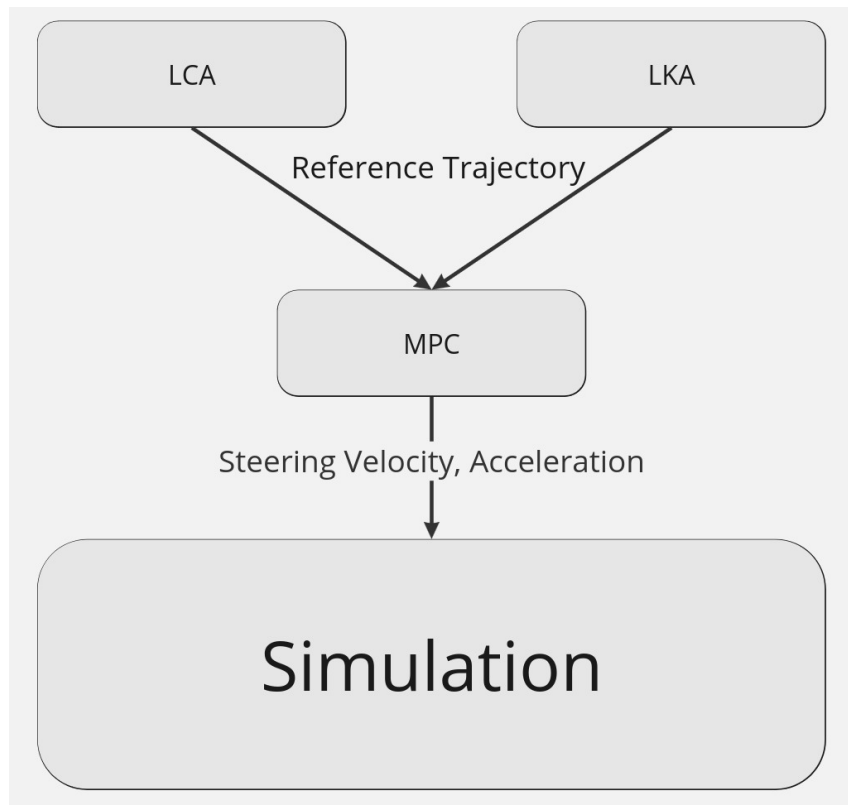 LCA
LKA
Reference Trajectory
MPC
Steering Velocity, Acceleration
Simulation